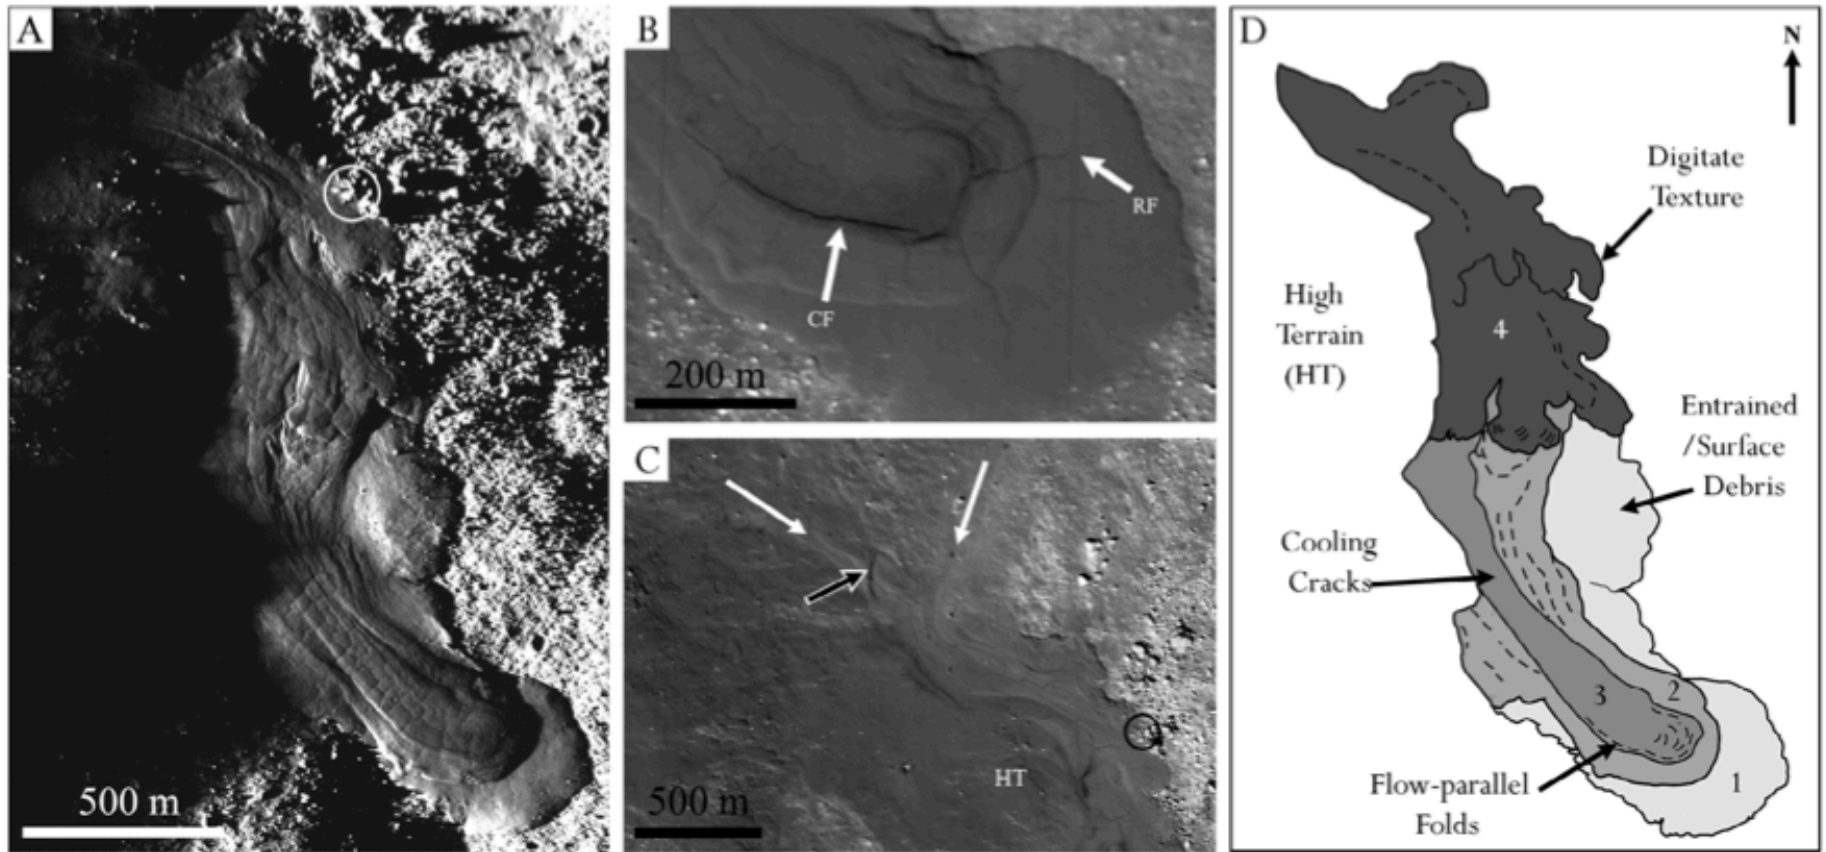 A
500 m
B
RF
CF
200 m
C
HT
500 m
D
N
Digitate
Texture
High
Terrain
(HT)
4
Entrained
/Surface
Debris
Cooling
Cracks
3
2
1
Flow-parallel
Folds